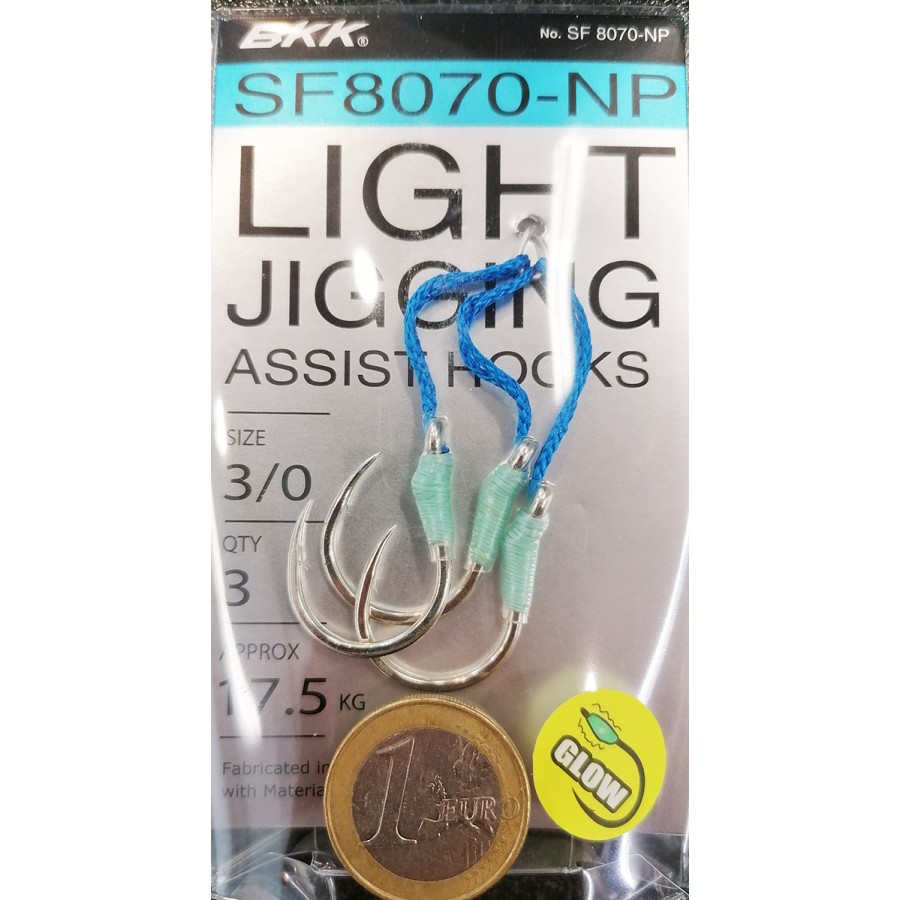 BKK®
No. SF 8070-NP
SF8070-NP
LIGHT
JIGGING
ASSIST HOOKS
SIZE
3/0
QTY
3
APPROX
17.5 KG
Fabricated in
with Materia
1 EURO
GLOW